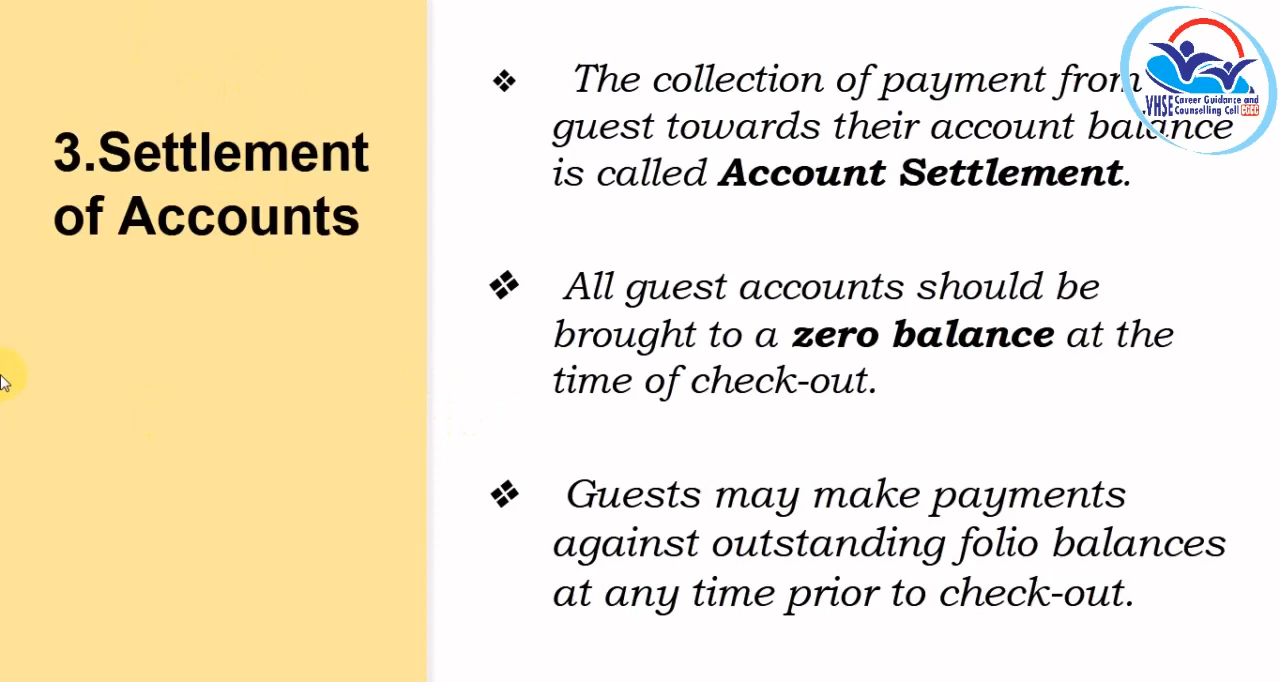 3.Settlement
of Accounts
❖ The collection of payment from
guest towards their account balance
is called Account Settlement.
❖ All guest accounts should be
brought to a zero balance at the
time of check-out.
❖ Guests may make payments
against outstanding folio balances
at any time prior to check-out.
VHSE Career Guidance and
Counselling Cell CGCC